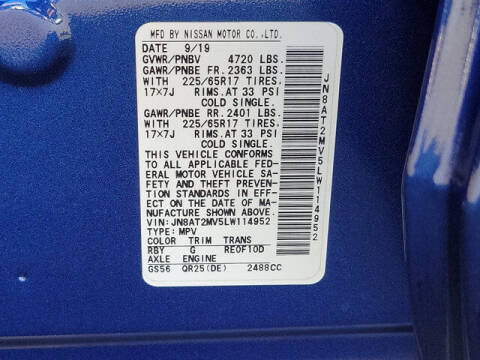 MFD BY NISSAN MOTOR CO.,LTD.
DATE 9/19
GVWR/PNBV 4720 LBS.
GAWR/PNBE FR. 2363 LBS.
WITH 225/65R17 TIRES.
17×7J RIMS.AT 33 PSI
COLD SINGLE.
GAWR/PNBE RR. 2401 LBS.
WITH 225/65R17 TIRES.
17×7J RIMS.AT 33 PSI
COLD SINGLE.
THIS VEHICLE CONFORMS
TO ALL APPLICABLE FED-
ERAL MOTOR VEHICLE SA-
FETY AND THEFT PREVEN-
TION STANDARDS IN EFF-
ECT ON THE DATE OF MA-
NUFACTURE SHOWN ABOVE.
VIN: JN8AT2MV5LW114952
TYPE: MPV
COLOR TRIM TRANS
RBY G RE0F10D
AXLE ENGINE
GS56 QR25(DE) 2488CC
JN8AT2MV5LW114952